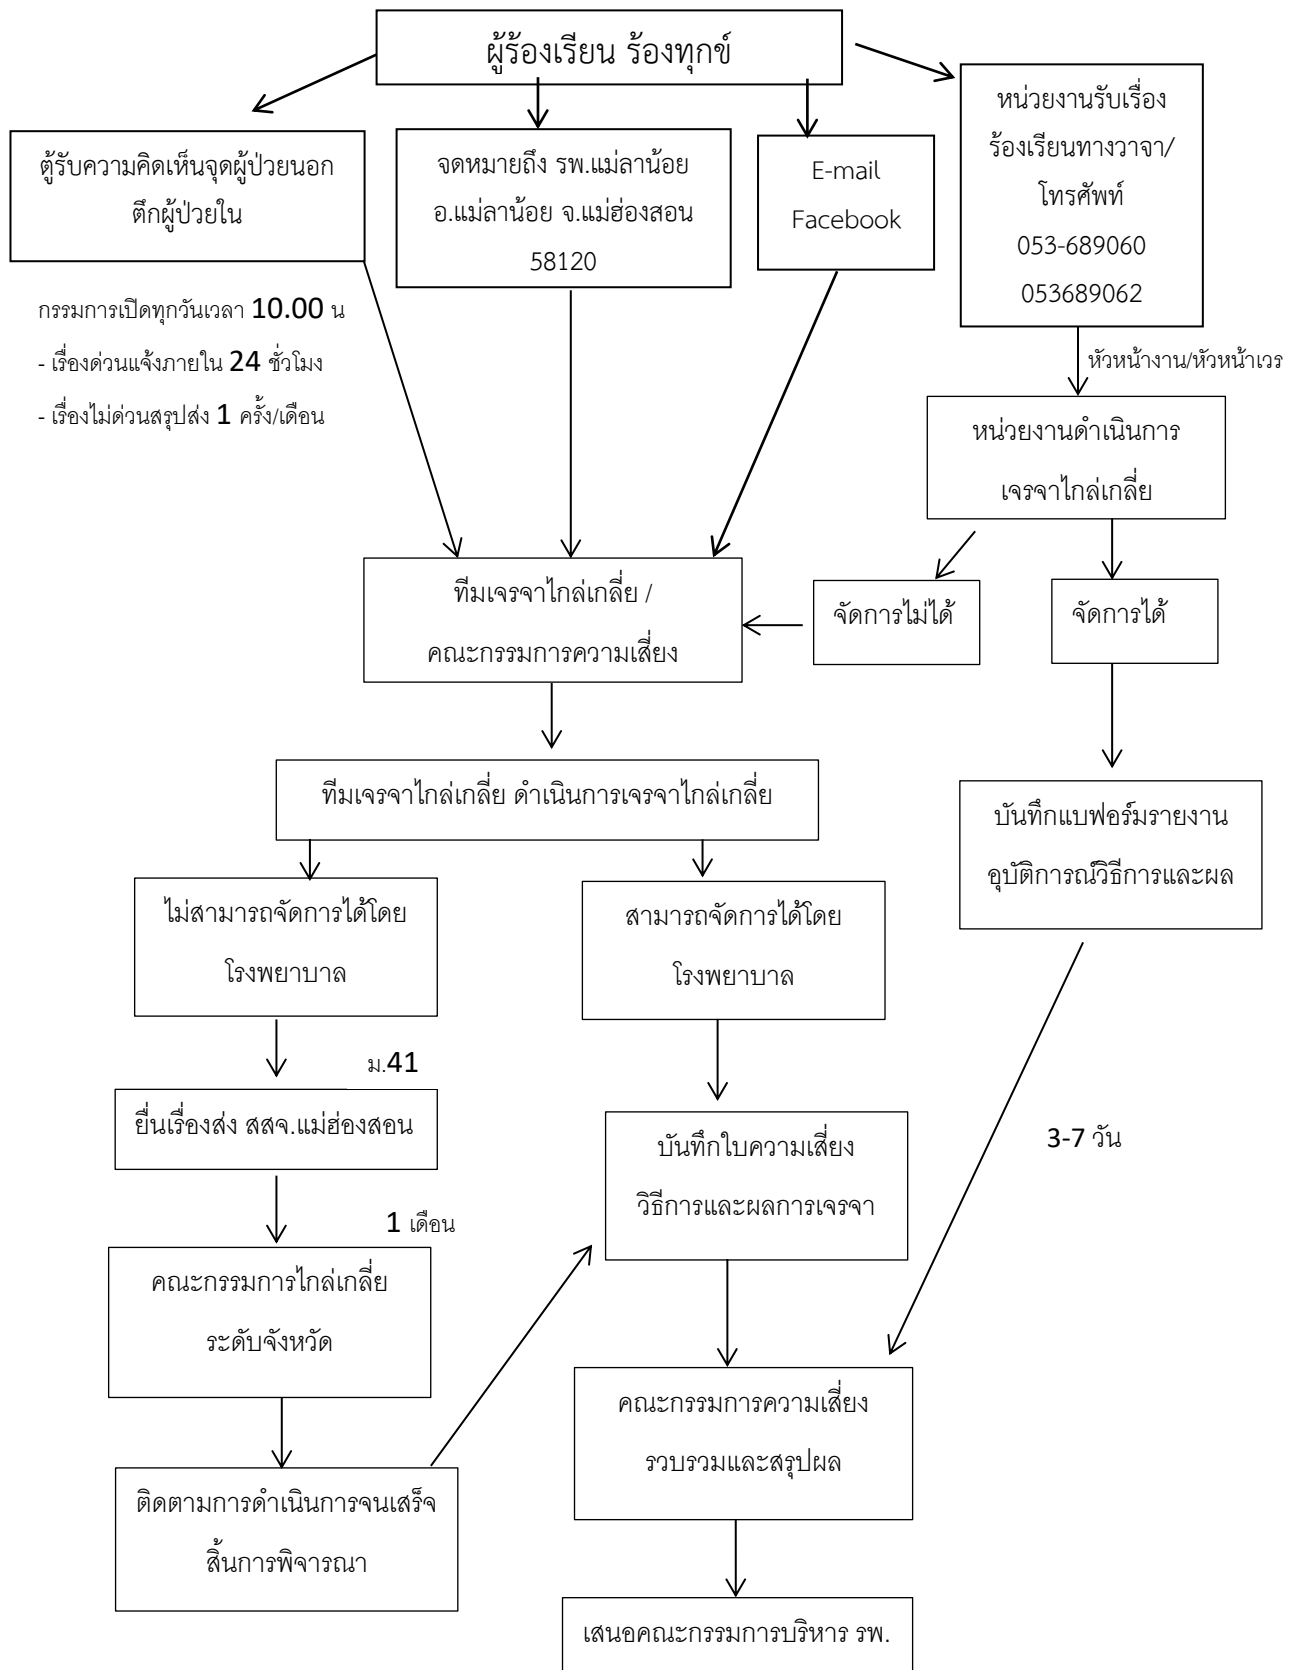 ผู้ร้องเรียน ร้องทุกข์
ตู้รับความคิดเห็นจุดผู้ป่วยนอก
ตึกผู้ป่วยใน
จดหมายถึง รพ.แม่ลาน้อย
อ.แม่ลาน้อย จ.แม่ฮ่องสอน
58120
E-mail
Facebook
หน่วยงานรับเรื่อง
ร้องเรียนทางวาจา/
โทรศัพท์
053-689060
053689062
กรรมการเปิดทุกวันเวลา 10.00 น
- เรื่องด่วนแจ้งภายใน 24 ชั่วโมง
- เรื่องไม่ด่วนสรุปส่ง 1 ครั้ง/เดือน
หัวหน้างาน/หัวหน้าเวร
หน่วยงานดำเนินการ
เจรจาไกล่เกลี่ย
ทีมเจรจาไกล่เกลี่ย /
คณะกรรมการความเสี่ยง
จัดการไม่ได้
จัดการได้
ทีมเจรจาไกล่เกลี่ย ดำเนินการเจรจาไกล่เกลี่ย
บันทึกแบฟอร์มรายงาน
อุบัติการณ์วิธีการและผล
ไม่สามารถจัดการได้โดย
โรงพยาบาล
สามารถจัดการได้โดย
โรงพยาบาล
ม.41
ยื่นเรื่องส่ง สสจ.แม่ฮ่องสอน
บันทึกใบความเสี่ยง
วิธีการและผลการเจรจา
3-7 วัน
1 เดือน
คณะกรรมการไกล่เกลี่ย
ระดับจังหวัด
คณะกรรมการความเสี่ยง
รวบรวมและสรุปผล
ติดตามการดำเนินการจนเสร็จ
สิ้นการพิจารณา
เสนอคณะกรรมการบริหาร รพ.